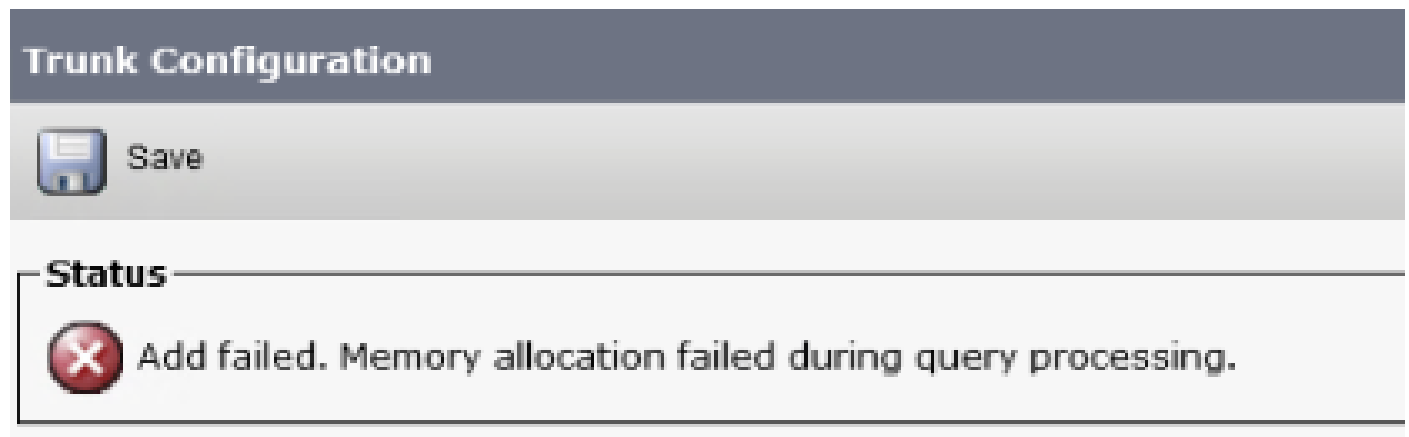 Trunk Configuration
Save
Status
Add failed. Memory allocation failed during query processing.